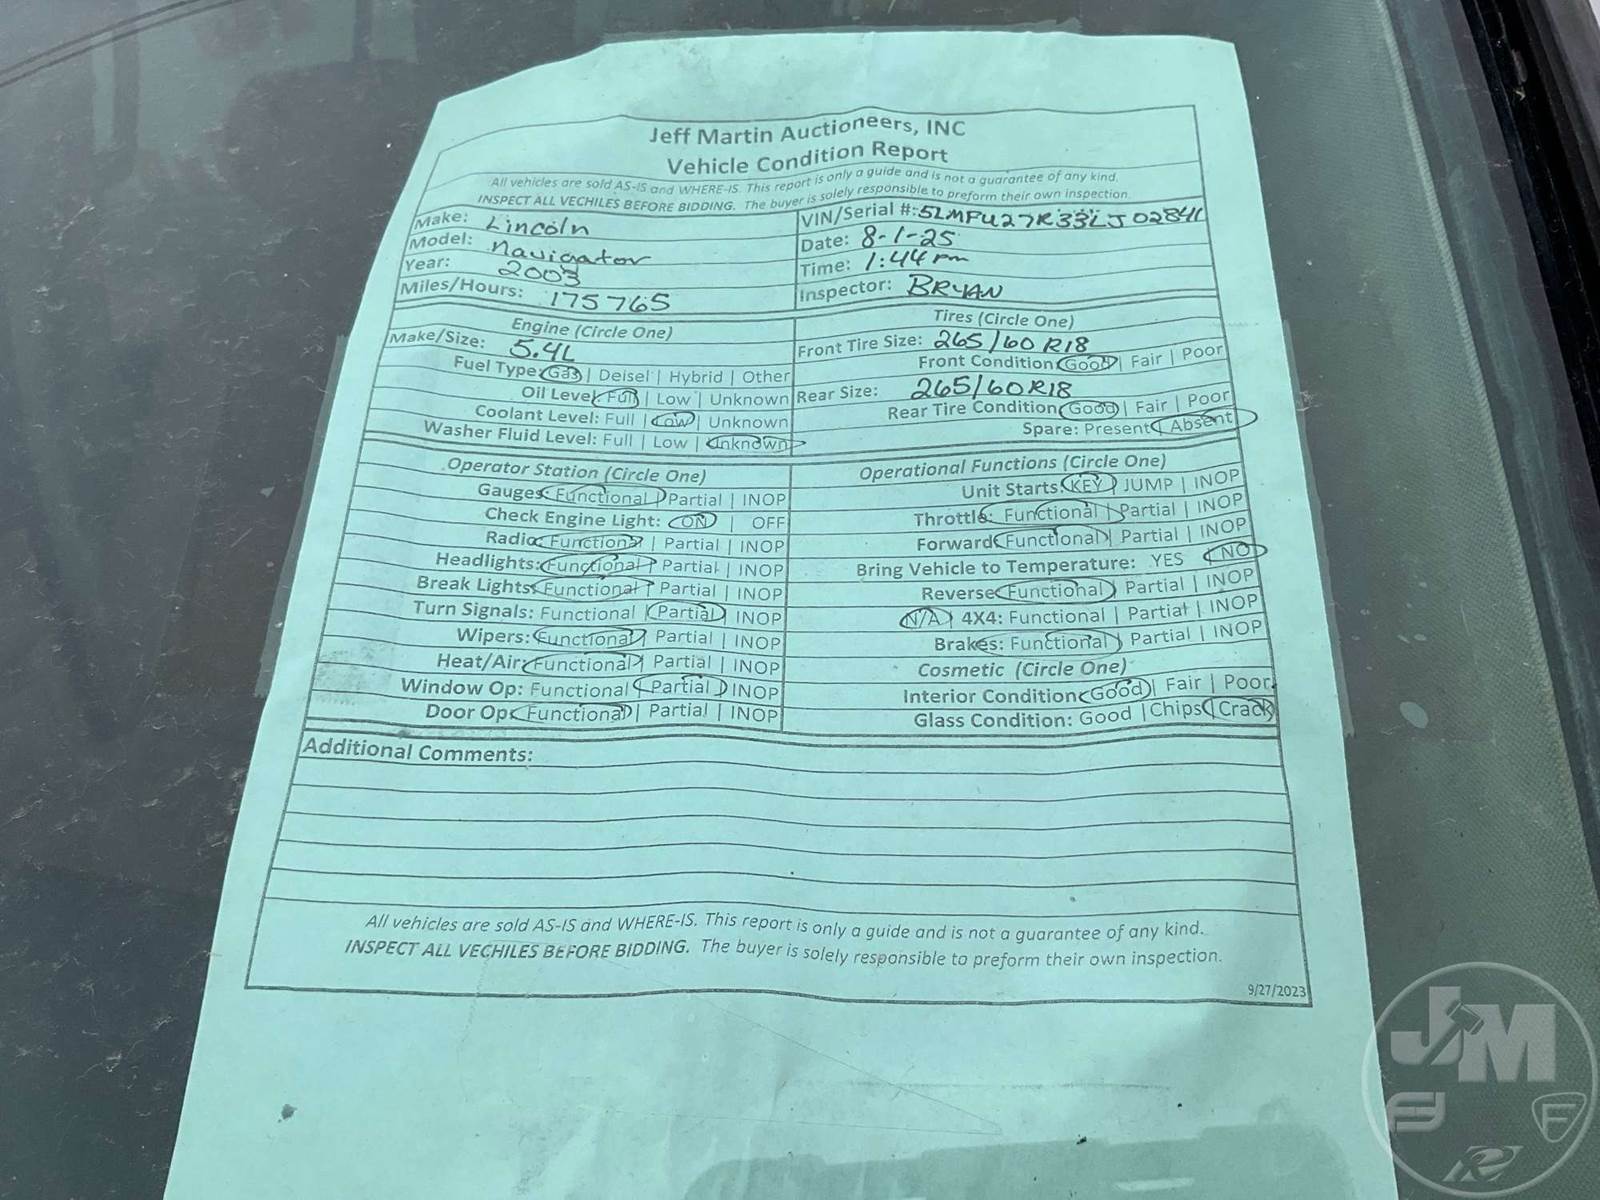 Jeff Martin Auctioneers, INC
Vehicle Condition Report
All vehicles are sold AS-IS and WHERE-IS. This report is only a guide and is not a guarantee of any kind.
INSPECT ALL VECHILES BEFORE BIDDING. The buyer is solely responsible to preform their own inspection.
Make: Lincoln
Model: Navigator
Year: 2003
Miles/Hours: 175765
VIN/Serial #: 5LMFU27R33LJ02841
Date: 8-1-25
Time: 1:44 pm
Inspector: BRYAN
Engine (Circle One)
Make/Size: 5.4L
Fuel Type: Gas | Deisel | Hybrid | Other
Oil Level: Full | Low | Unknown
Coolant Level: Full | Low | Unknown
Washer Fluid Level: Full | Low | Unknown
Tires (Circle One)
Front Tire Size: 265/60 R18
Front Condition: Good | Fair | Poor
Rear Size: 265/60R18
Rear Tire Condition: Good | Fair | Poor
Spare: Present | Absent
Operator Station (Circle One)
Gauges: Functional | Partial | INOP
Check Engine Light: ON | OFF
Radio: Functional | Partial | INOP
Headlights: Functional | Partial | INOP
Break Lights: Functional | Partial | INOP
Turn Signals: Functional | Partial | INOP
Wipers: Functional | Partial | INOP
Heat/Air: Functional | Partial | INOP
Window Op: Functional | Partial | INOP
Door Op: Functional | Partial | INOP
Operational Functions (Circle One)
Unit Starts: KEY | JUMP | INOP
Throttle: Functional | Partial | INOP
Forward: Functional | Partial | INOP
Bring Vehicle to Temperature: YES NO
Reverse: Functional | Partial | INOP
N/A | 4X4: Functional | Partial | INOP
Brakes: Functional | Partial | INOP
Cosmetic (Circle One)
Interior Condition: Good | Fair | Poor
Glass Condition: Good | Chips | Crack
Additional Comments:
All vehicles are sold AS-IS and WHERE-IS. This report is only a guide and is not a guarantee of any kind.
INSPECT ALL VECHILES BEFORE BIDDING. The buyer is solely responsible to preform their own inspection.
9/27/2023
JM